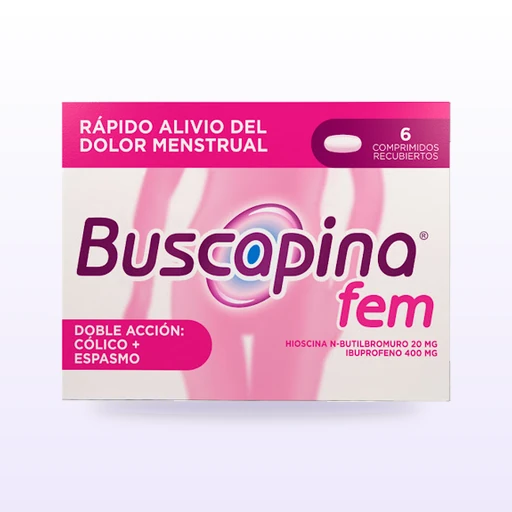 RÁPIDO ALIVIO DEL
DOLOR MENSTRUAL
6
COMPRIMIDOS
RECUBIERTOS
Buscapina®
fem
DOBLE ACCIÓN:
CÓLICO +
ESPASMO
HIOSCINA N-BUTILBROMURO 20 MG
IBUPROFENO 400 MG